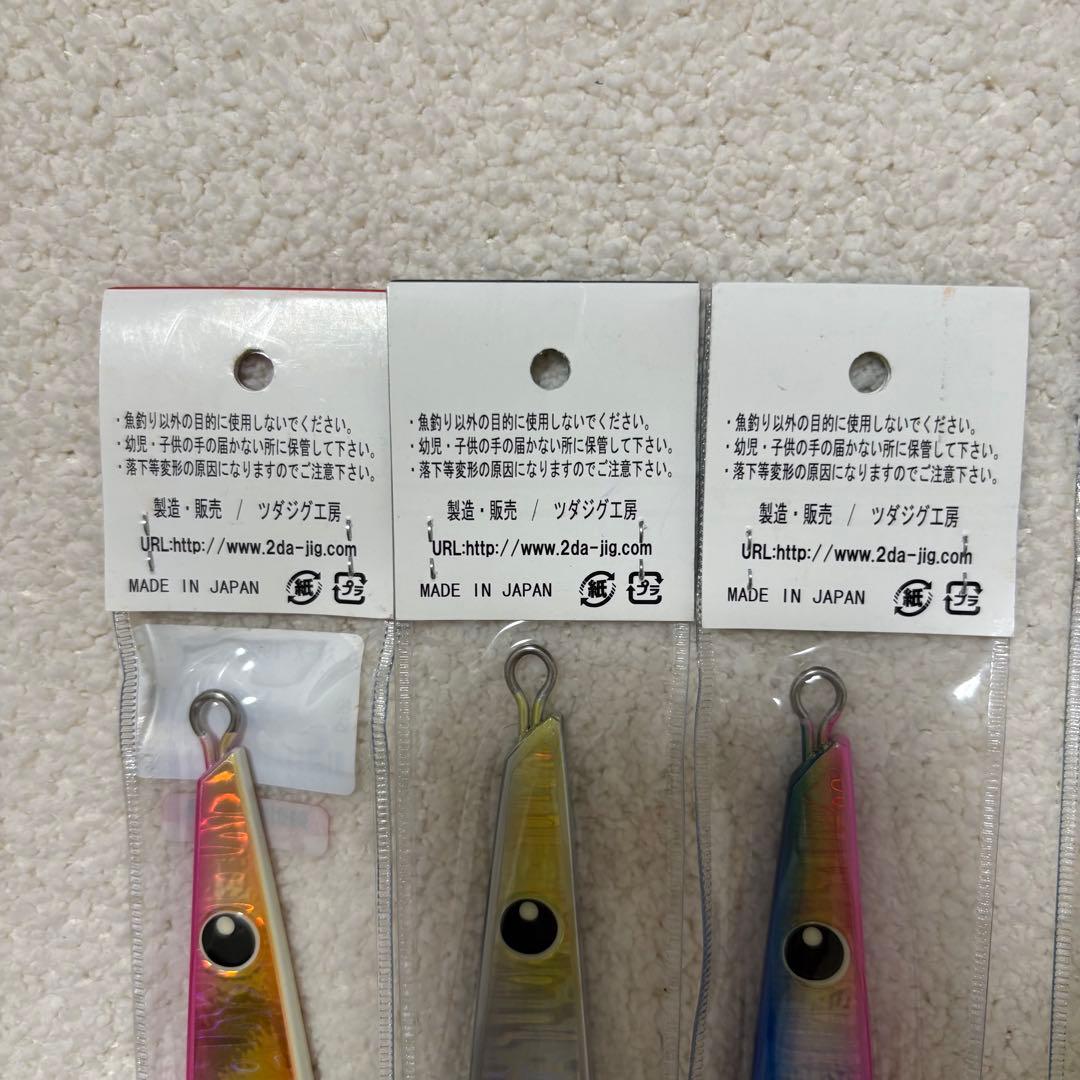 ・魚釣り以外の目的に使用しないでください。
・幼児・子供の手の届かない所に保管して下さい。
・落下等変形の原因になりますのでご注意下さい。
製造・販売 / ツダジグ工房
URL:http://www.2da-jig.com
MADE IN JAPAN 紙 プラ
・魚釣り以外の目的に使用しないでください。
・幼児・子供の手の届かない所に保管して下さい。
・落下等変形の原因になりますのでご注意下さい。
製造・販売 / ツダジグ工房
URL:http://www.2da-jig.com
MADE IN JAPAN 紙 プラ
・魚釣り以外の目的に使用しないでください。
・幼児・子供の手の届かない所に保管して下さい。
・落下等変形の原因になりますのでご注意下さい。
製造・販売 / ツダジグ工房
URL:http://www.2da-jig.com
MADE IN JAPAN 紙 プラ